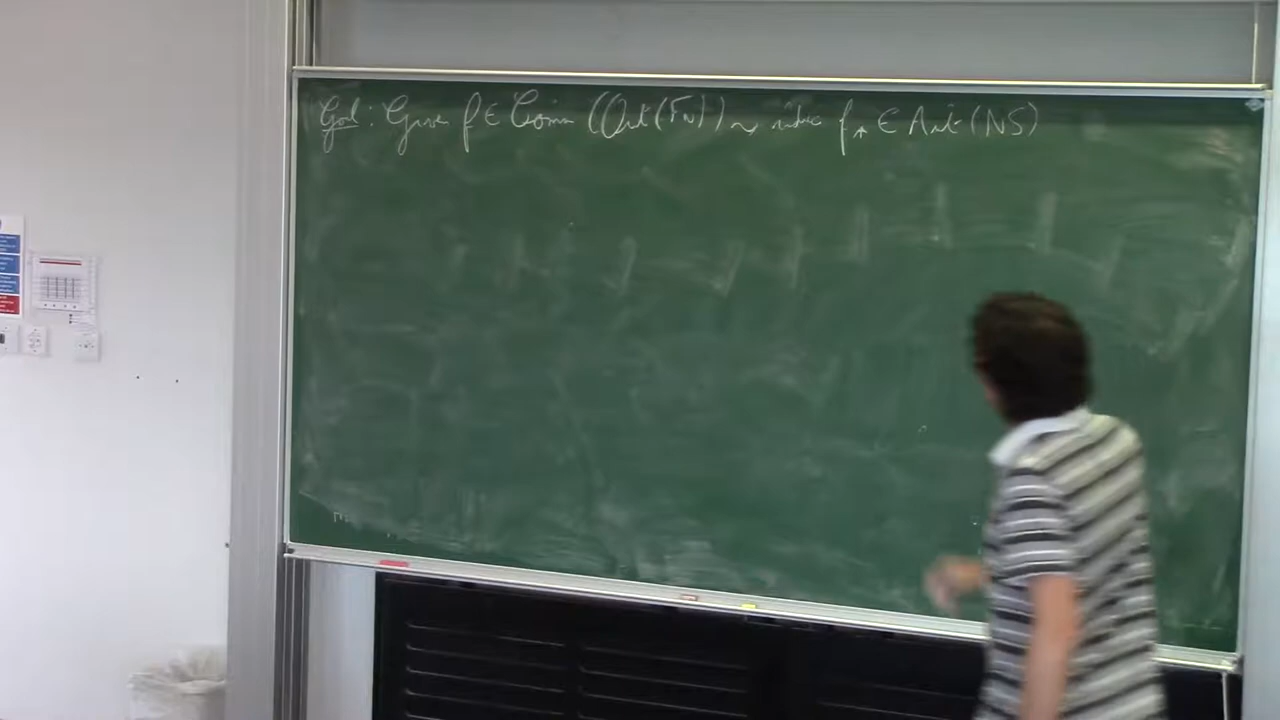 Goal : Given f ∈ Comm (Out(F_N)) ⇝ induce f_* ∈ Aut (NS)